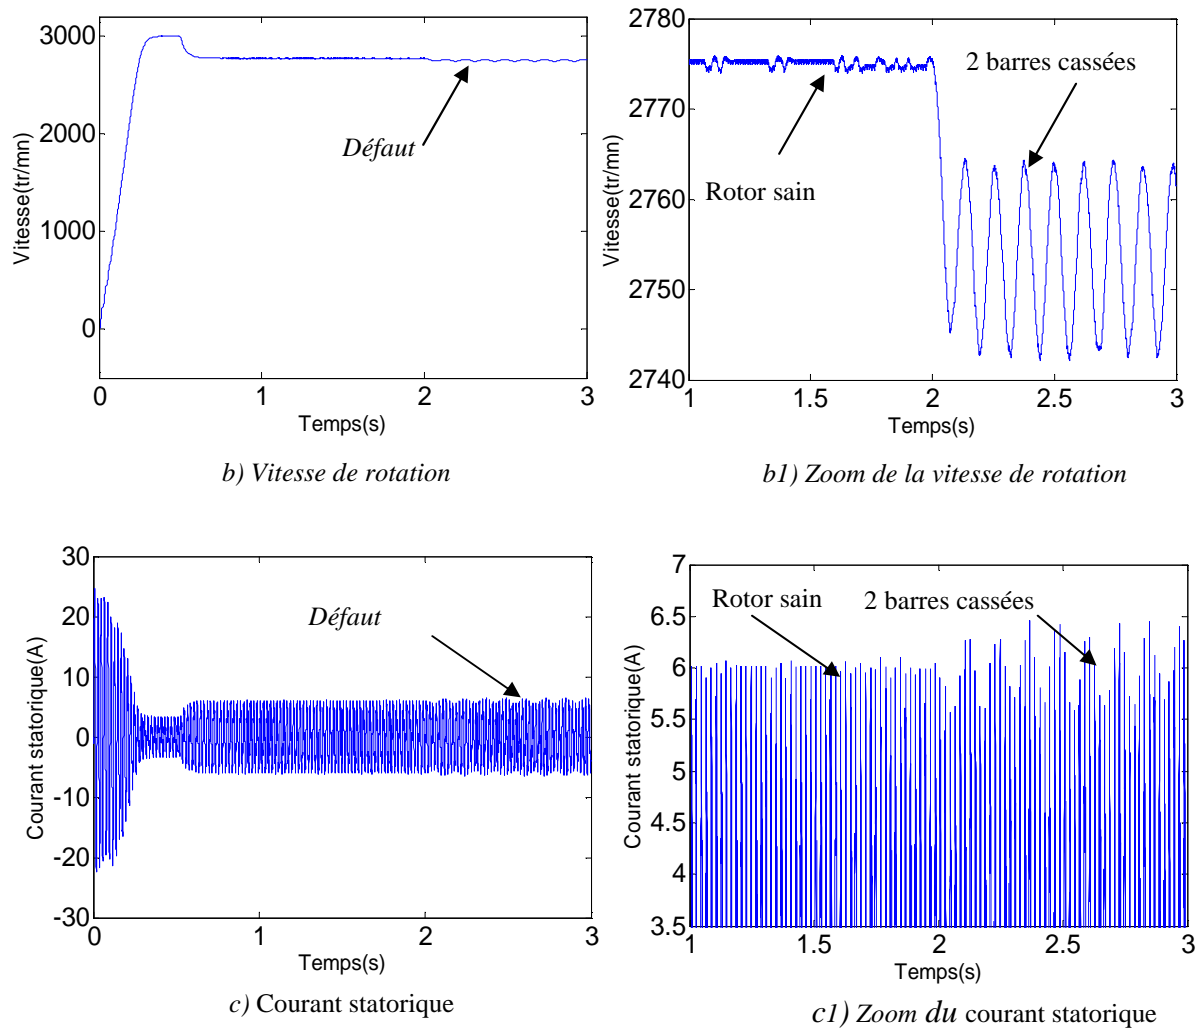 3000
2000
1000
0
Vitesse(tr/mn)
Défaut
0
1
2
3
Temps(s)
b) Vitesse de rotation
2780
2770
2760
2750
2740
Vitesse(tr/mn)
2 barres cassées
Rotor sain
1
1.5
2
2.5
3
Temps(s)
b1) Zoom de la vitesse de rotation
30
20
10
0
-10
-20
-30
Courant statorique(A)
Défaut
0
1
2
3
Temps(s)
c) Courant statorique
7
6.5
6
5.5
5
4.5
4
3.5
Courant statorique(A)
Rotor sain
2 barres cassées
1
1.5
2
2.5
3
Temps(s)
c1) Zoom du courant statorique